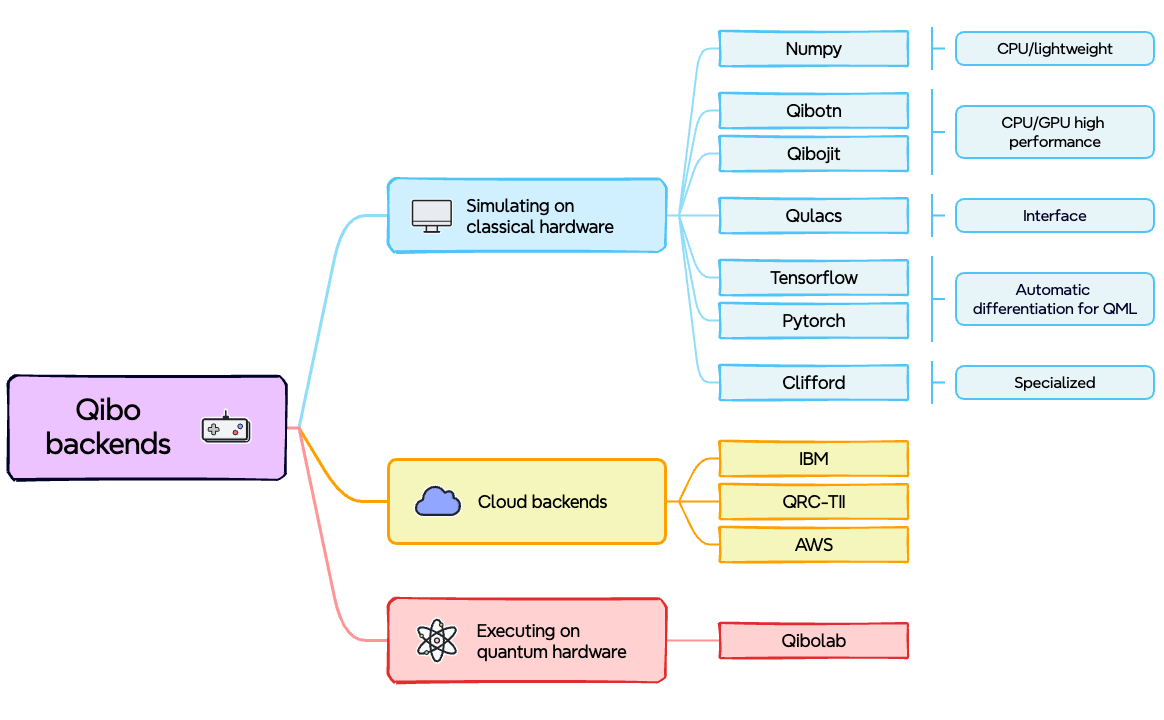 Qibo
backends
Simulating on
classical hardware
Numpy
CPU/lightweight
Qibotn
Qibojit
CPU/GPU high
performance
Qulacs
Interface
Tensorflow
Pytorch
Automatic
differentiation for QML
Clifford
Specialized
Cloud backends
IBM
QRC-TII
AWS
Executing on
quantum hardware
Qibolab